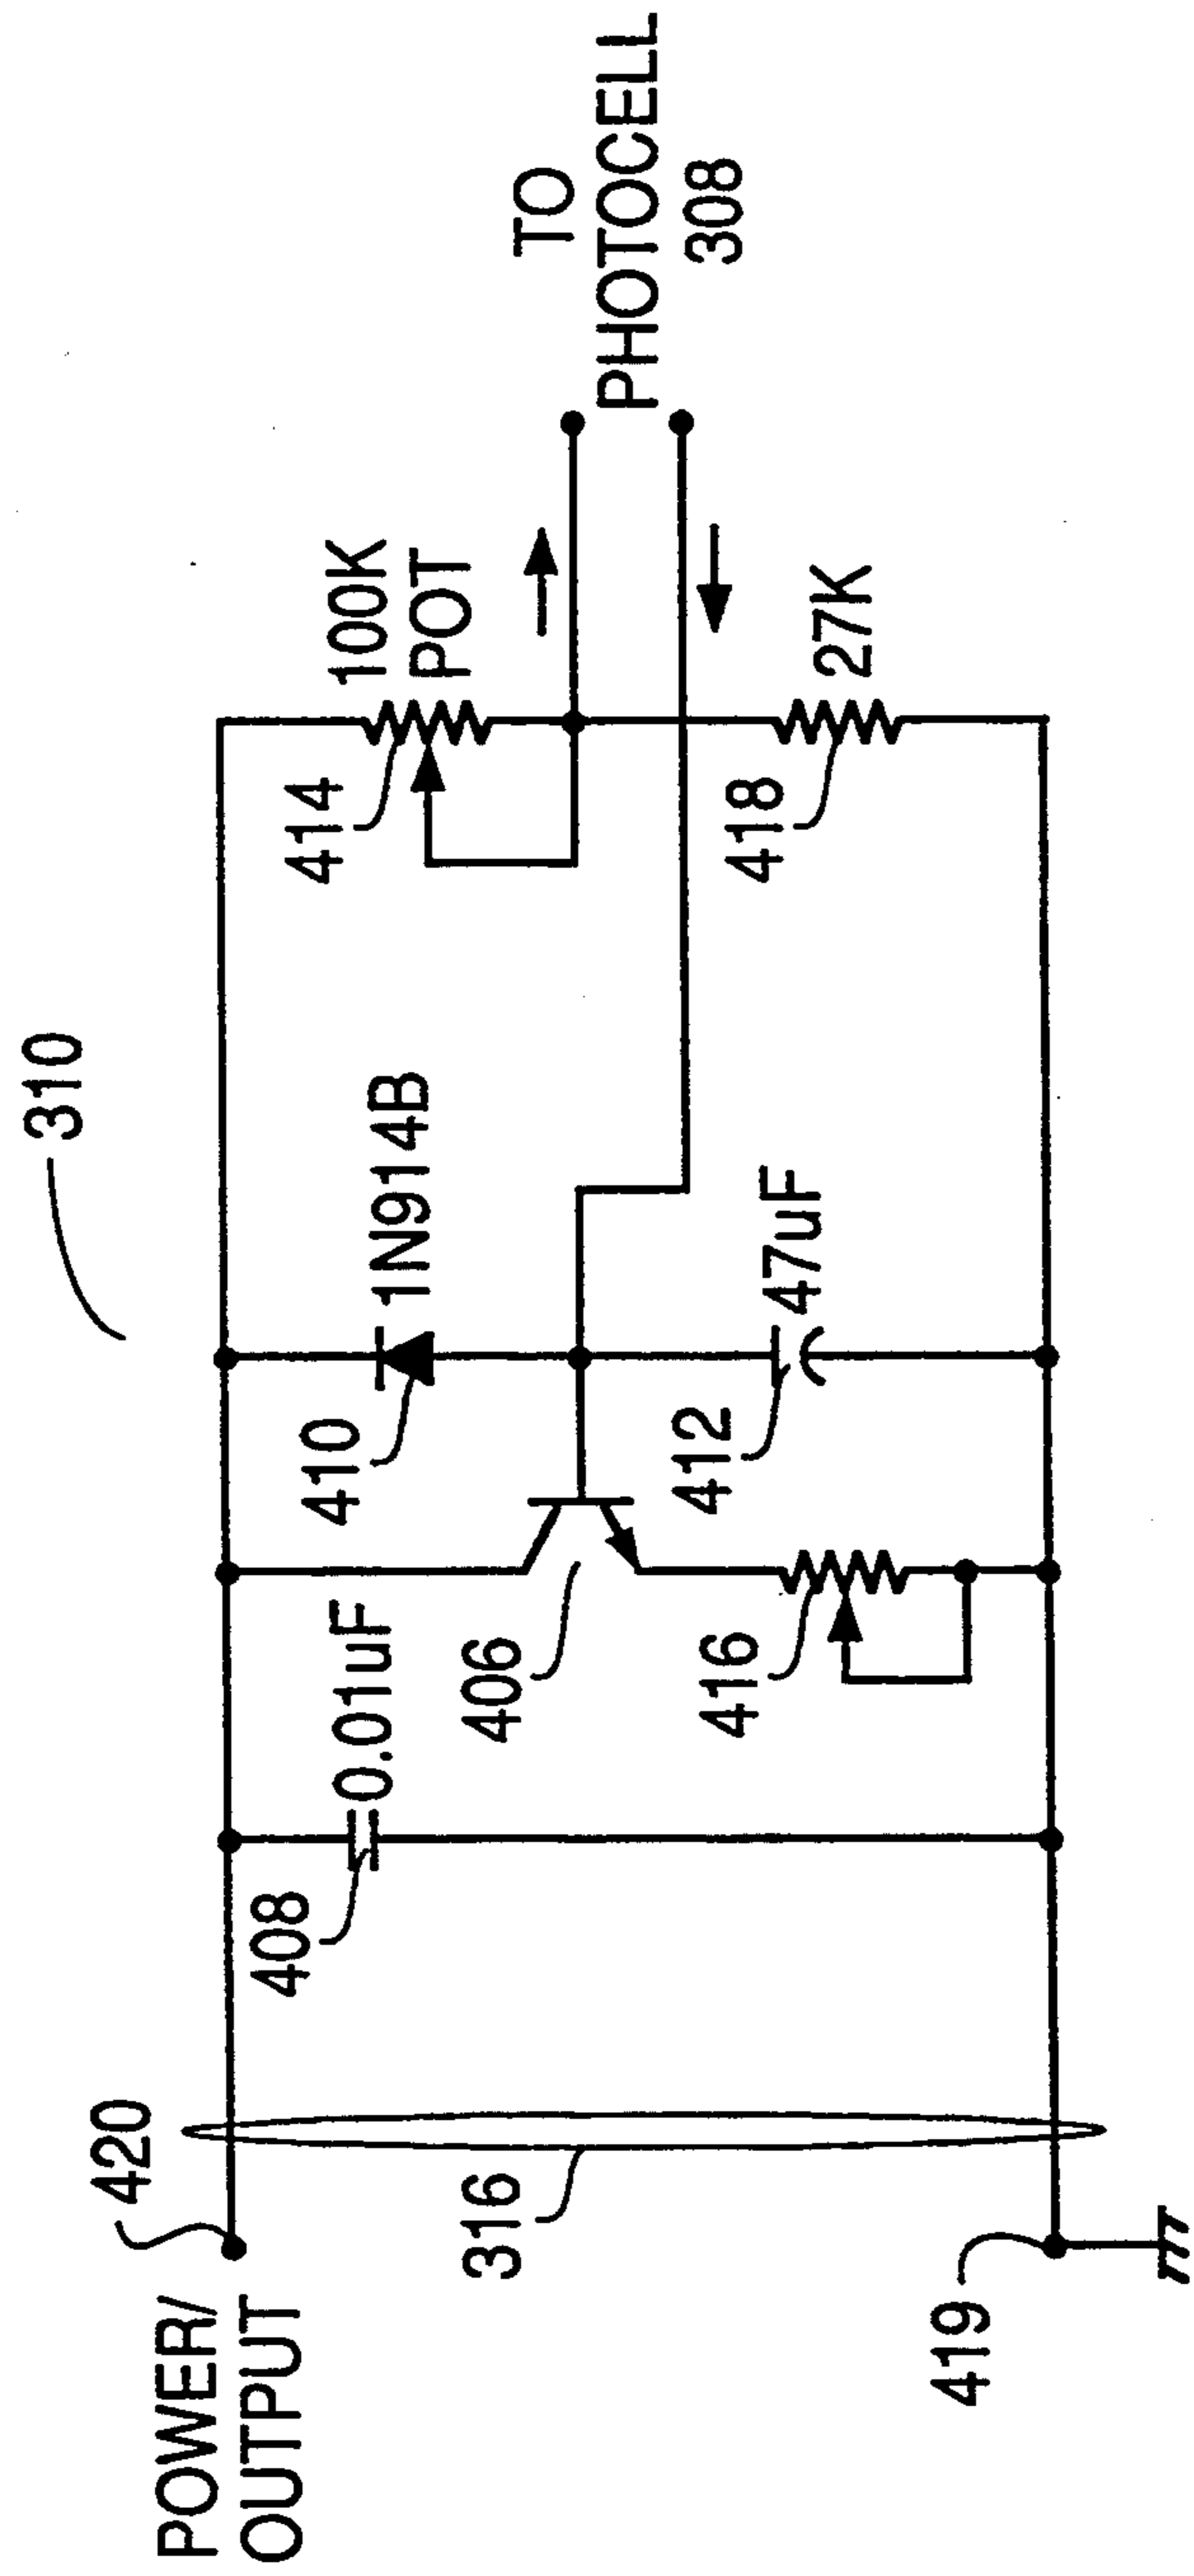 310
420
POWER/
OUTPUT
316
419
408
0.01uF
406
416
410
1N914B
412
47uF
414
100K
POT
418
27K
TO
PHOTOCELL
308